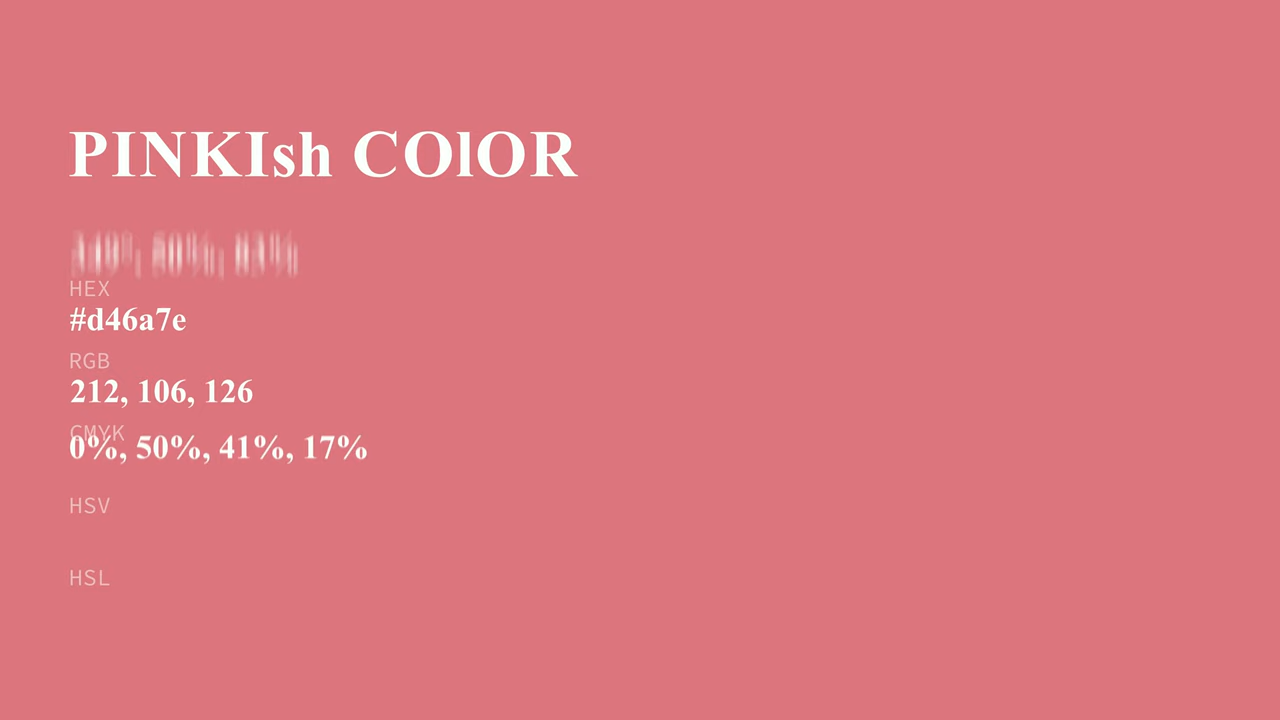 PINKIsh COlOR
HEX
#d46a7e
RGB
212, 106, 126
CMYK
0%, 50%, 41%, 17%
HSV
HSL